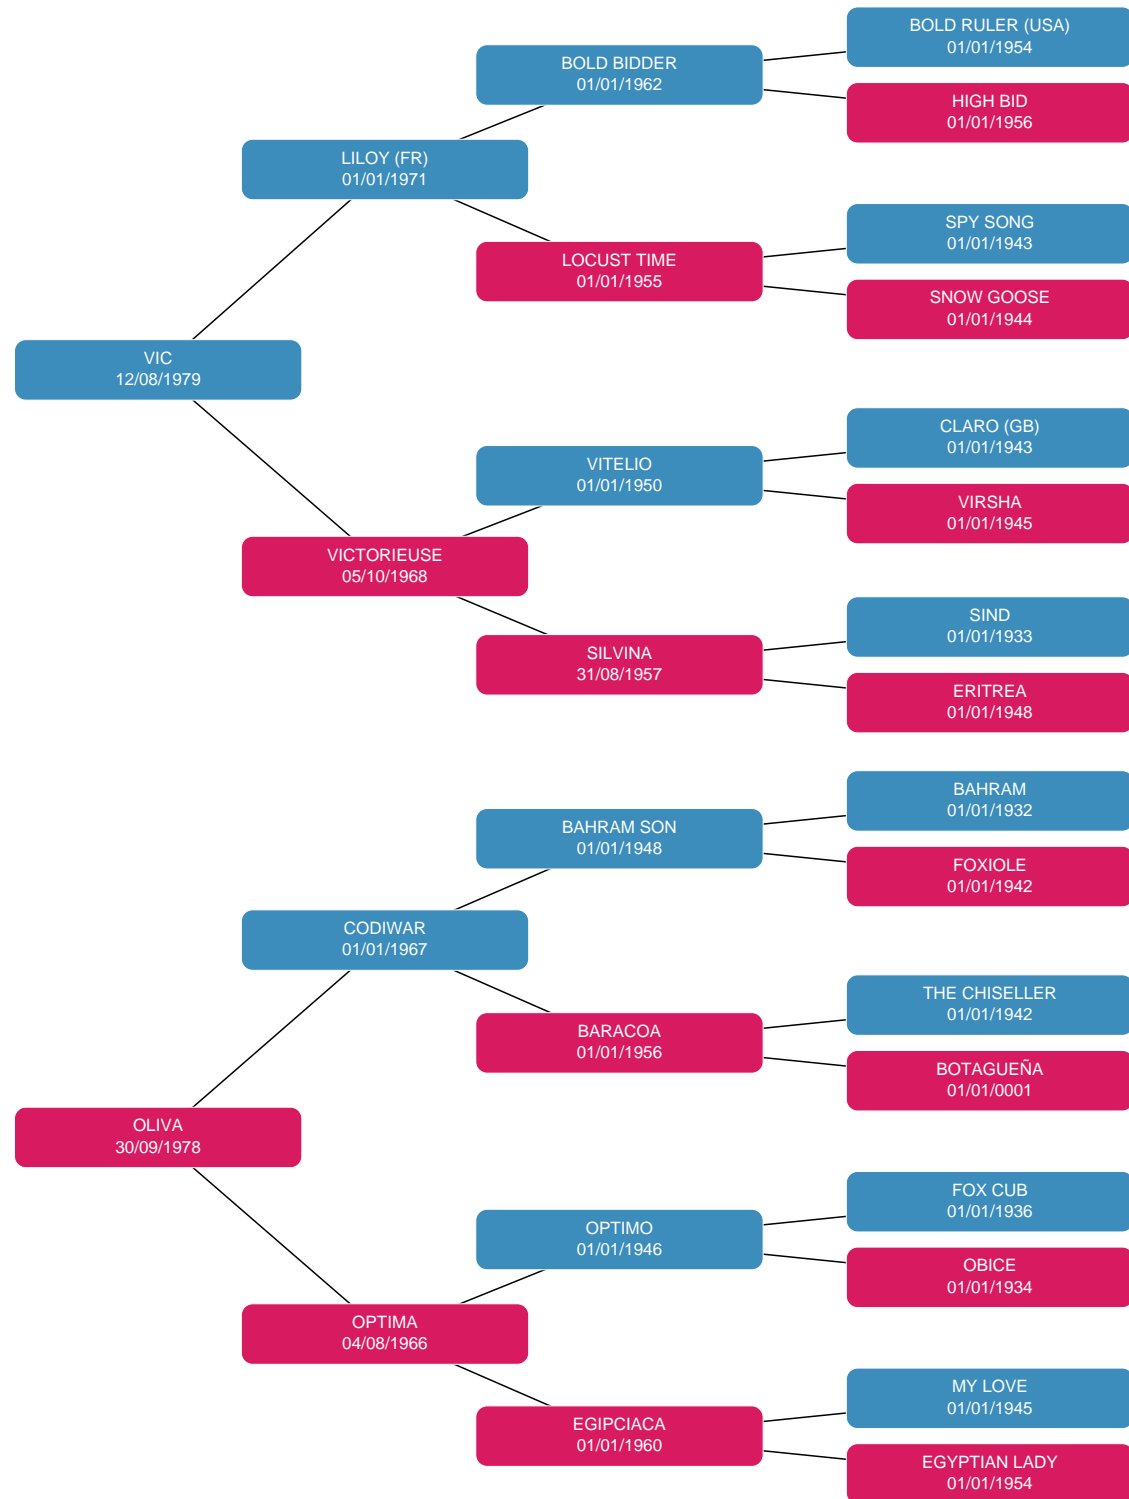 BOLD RULER (USA)
01/01/1954
BOLD BIDDER
01/01/1962
HIGH BID
01/01/1956
LILOY (FR)
01/01/1971
SPY SONG
01/01/1943
LOCUST TIME
01/01/1955
SNOW GOOSE
01/01/1944
VIC
12/08/1979
CLARO (GB)
01/01/1943
VITELIO
01/01/1950
VIRSHA
01/01/1945
VICTORIEUSE
05/10/1968
SIND
01/01/1933
SILVINA
31/08/1957
ERITREA
01/01/1948
BAHRAM
01/01/1932
BAHRAM SON
01/01/1948
FOXIOLE
01/01/1942
CODIWAR
01/01/1967
THE CHISELLER
01/01/1942
BARACOA
01/01/1956
BOTAGUEÑA
01/01/0001
OLIVA
30/09/1978
FOX CUB
01/01/1936
OPTIMO
01/01/1946
OBICE
01/01/1934
OPTIMA
04/08/1966
MY LOVE
01/01/1945
EGIPCIACA
01/01/1960
EGYPTIAN LADY
01/01/1954